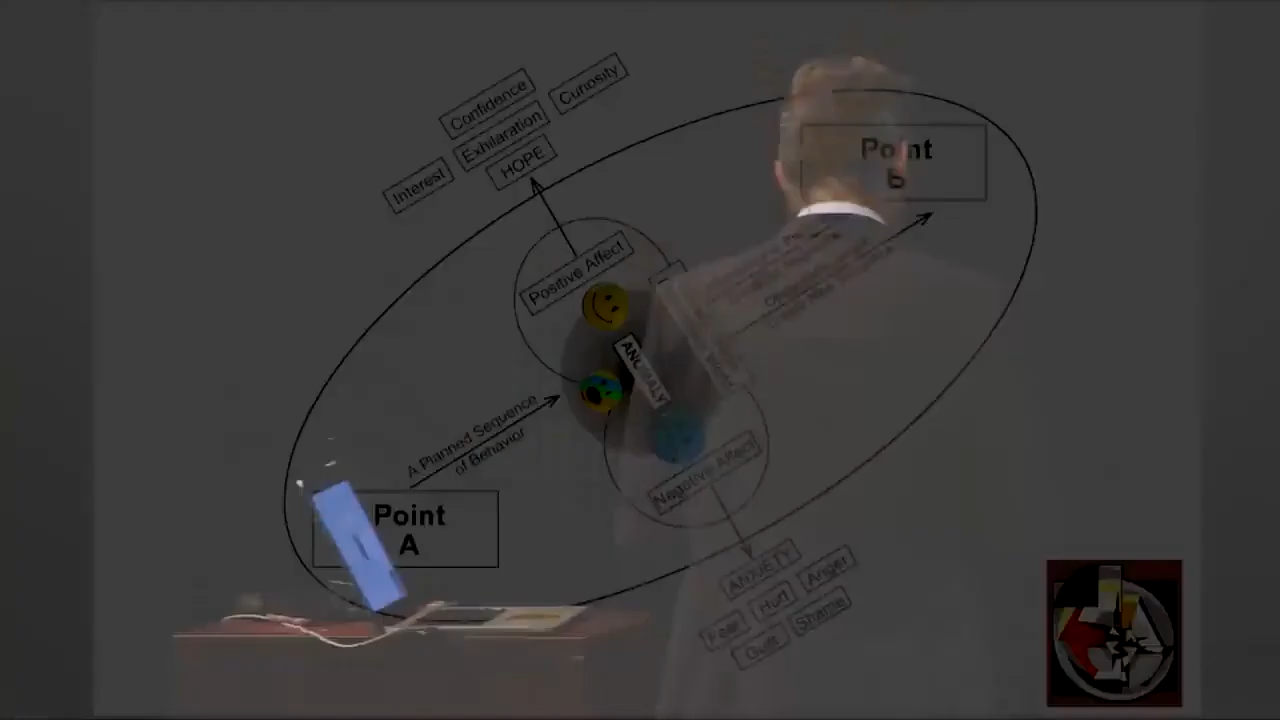 Confidence
Curiosity
Exhilaration
HOPE
Interest
Point
b
Positive Affect
ANOMALY
A Planned Sequence
of Behavior
Negative Affect
Point
A
ANXIETY
Anger
Hurt
Fear
Shame
Guilt